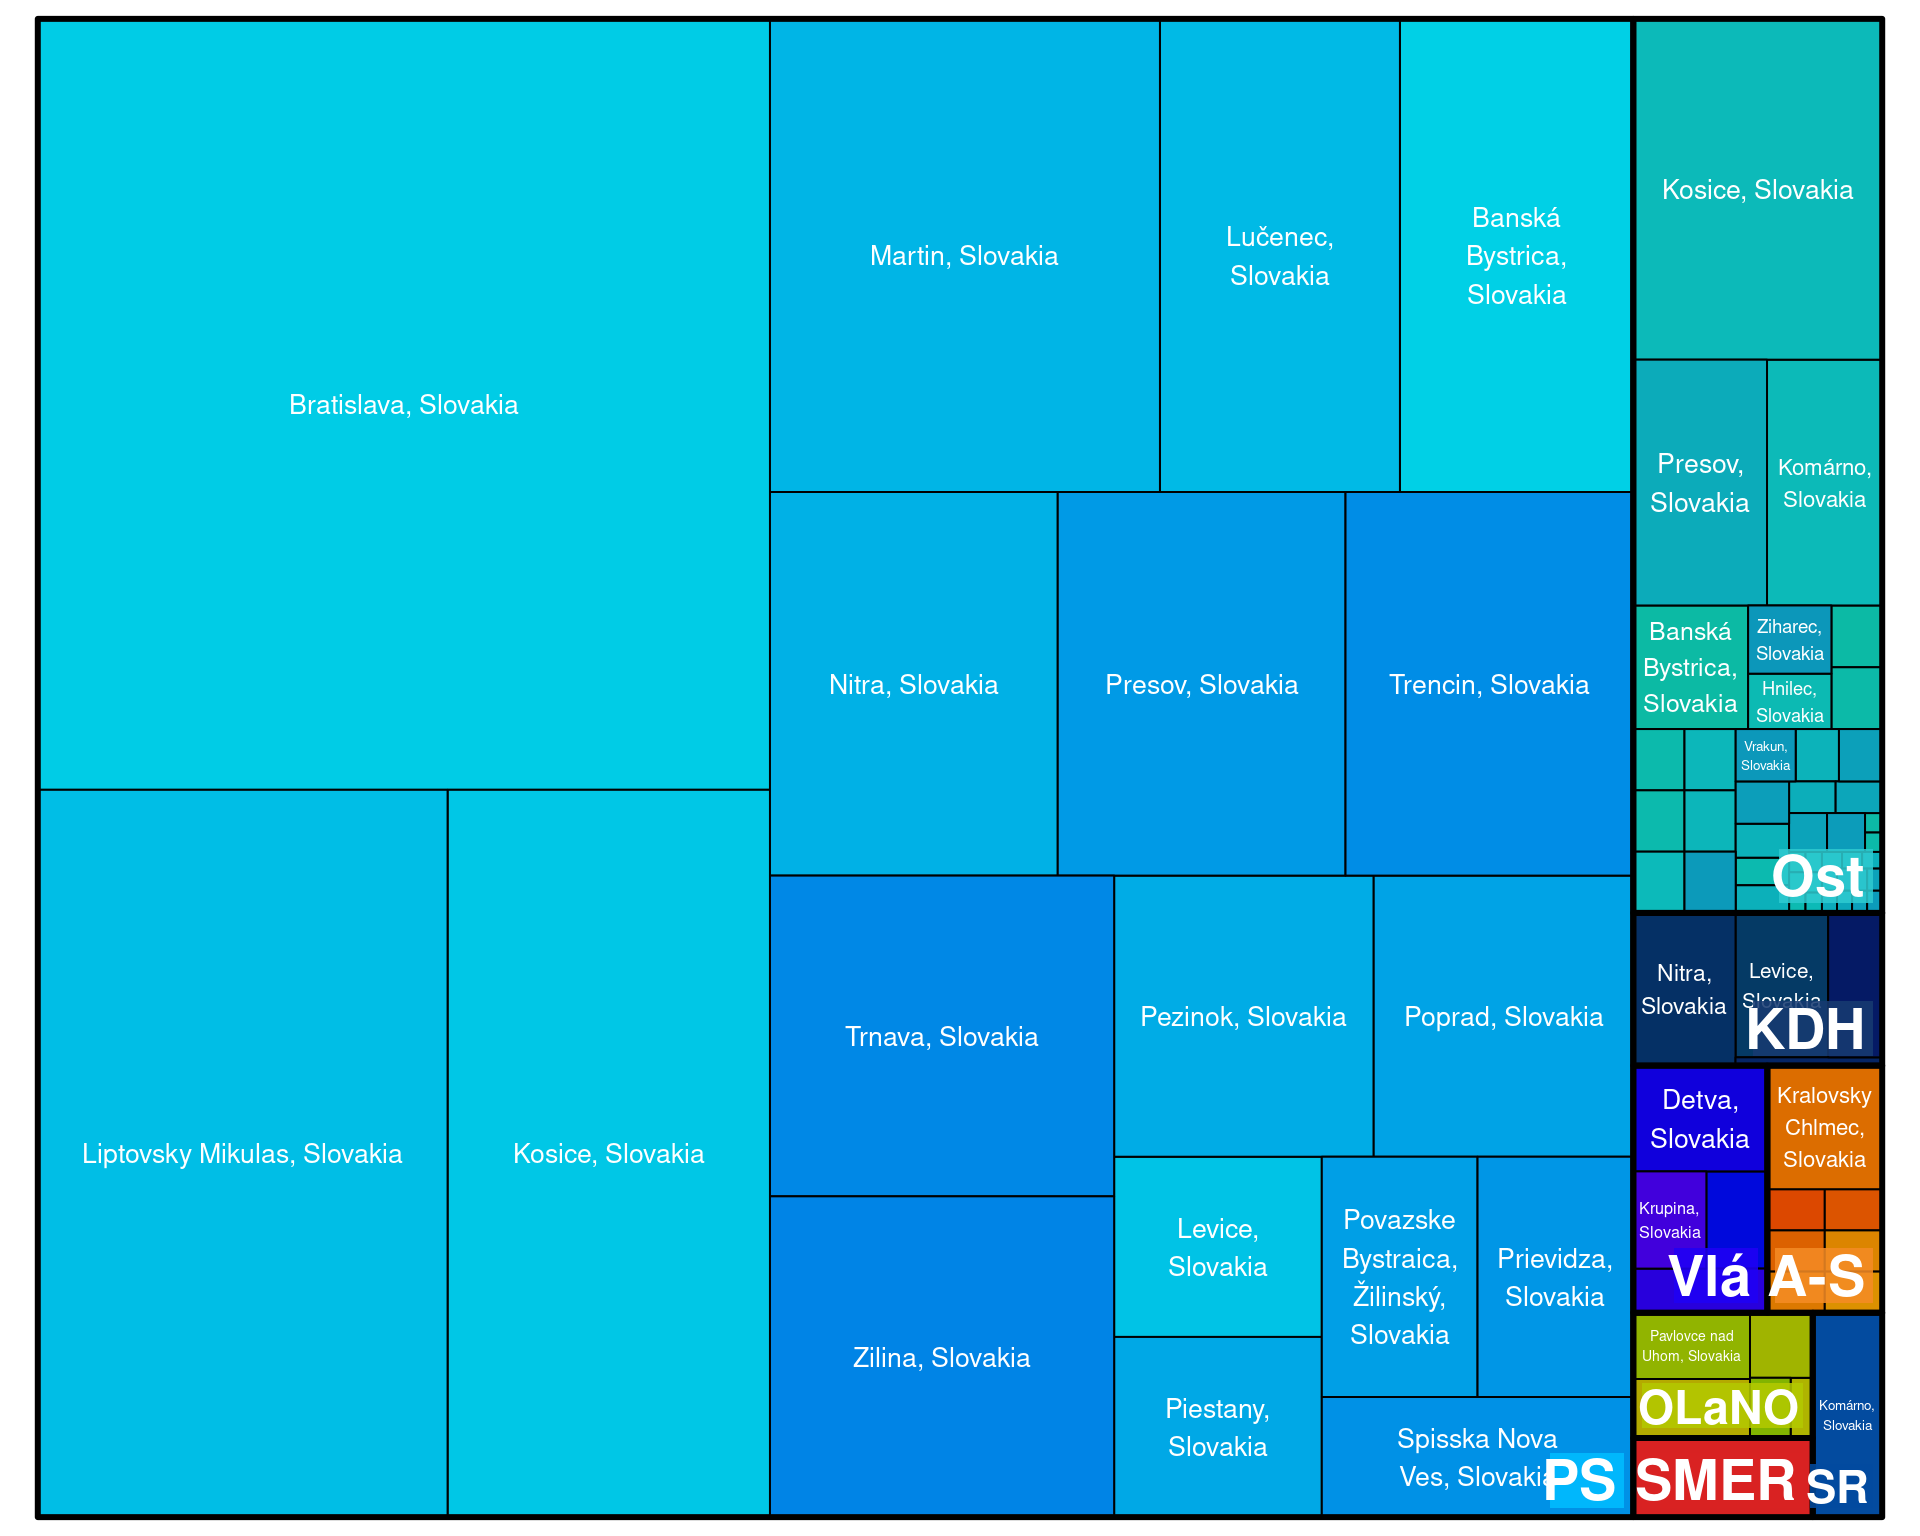 Bratislava, Slovakia
Liptovsky Mikulas, Slovakia
Kosice, Slovakia
Martin, Slovakia
Lučenec,
Slovakia
Banská
Bystrica,
Slovakia
Nitra, Slovakia
Presov, Slovakia
Trencin, Slovakia
Trnava, Slovakia
Zilina, Slovakia
Pezinok, Slovakia
Poprad, Slovakia
Levice,
Slovakia
Piestany,
Slovakia
Povazske
Bystraica,
Žilinský,
Slovakia
Prievidza,
Slovakia
Spisska Nova
Ves, Slovakia
PS
Kosice, Slovakia
Presov,
Slovakia
Komárno,
Slovakia
Banská
Bystrica,
Slovakia
Ziharec,
Slovakia
Hnilec,
Slovakia
Vrakun,
Slovakia
Ost
Nitra,
Slovakia
Levice,
Slovakia
KDH
Detva,
Slovakia
Krupina,
Slovakia
Vlá
Kralovsky
Chlmec,
Slovakia
A-S
Pavlovce nad
Uhom, Slovakia
OLaNO
SMER
Komárno,
Slovakia
SR